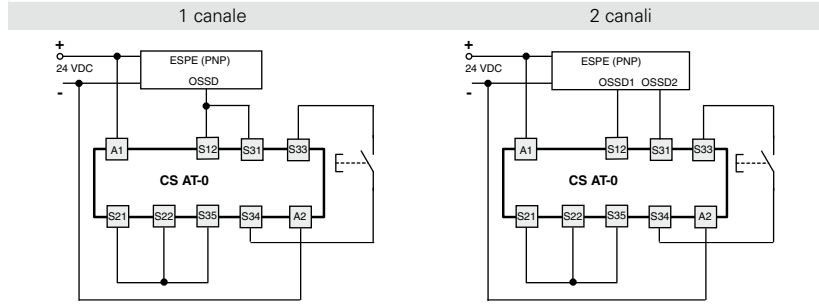 1 canale
2 canali
+
24 VDC
-
ESPE (PNP)
OSSD
A1
S12
S31
S33
CS AT-0
S21
S22
S35
S34
A2
+
24 VDC
-
ESPE (PNP)
OSSD1 OSSD2
A1
S12
S31
S33
CS AT-0
S21
S22
S35
S34
A2